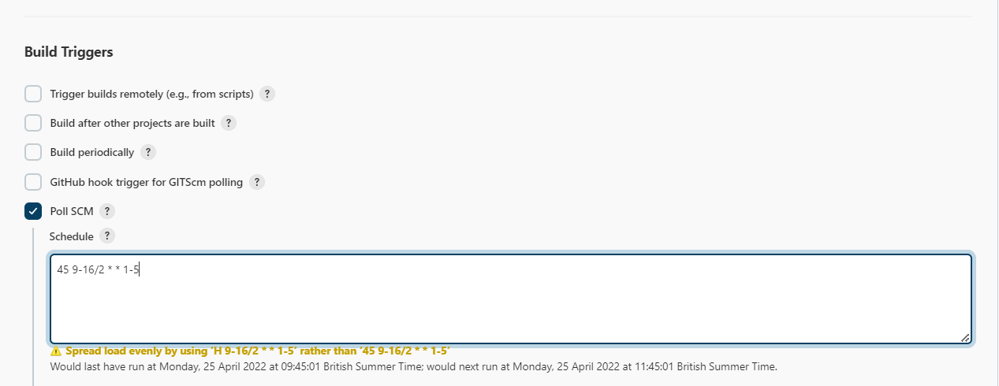 Build Triggers
Trigger builds remotely (e.g., from scripts) ?
Build after other projects are built ?
Build periodically ?
GitHub hook trigger for GITScm polling ?
Poll SCM ?
Schedule ?
45 9-16/2 * * 1-5
Spread load evenly by using ‘H 9-16/2 * * 1-5’ rather than ‘45 9-16/2 * * 1-5’
Would last have run at Monday, 25 April 2022 at 09:45:01 British Summer Time; would next run at Monday, 25 April 2022 at 11:45:01 British Summer Time.